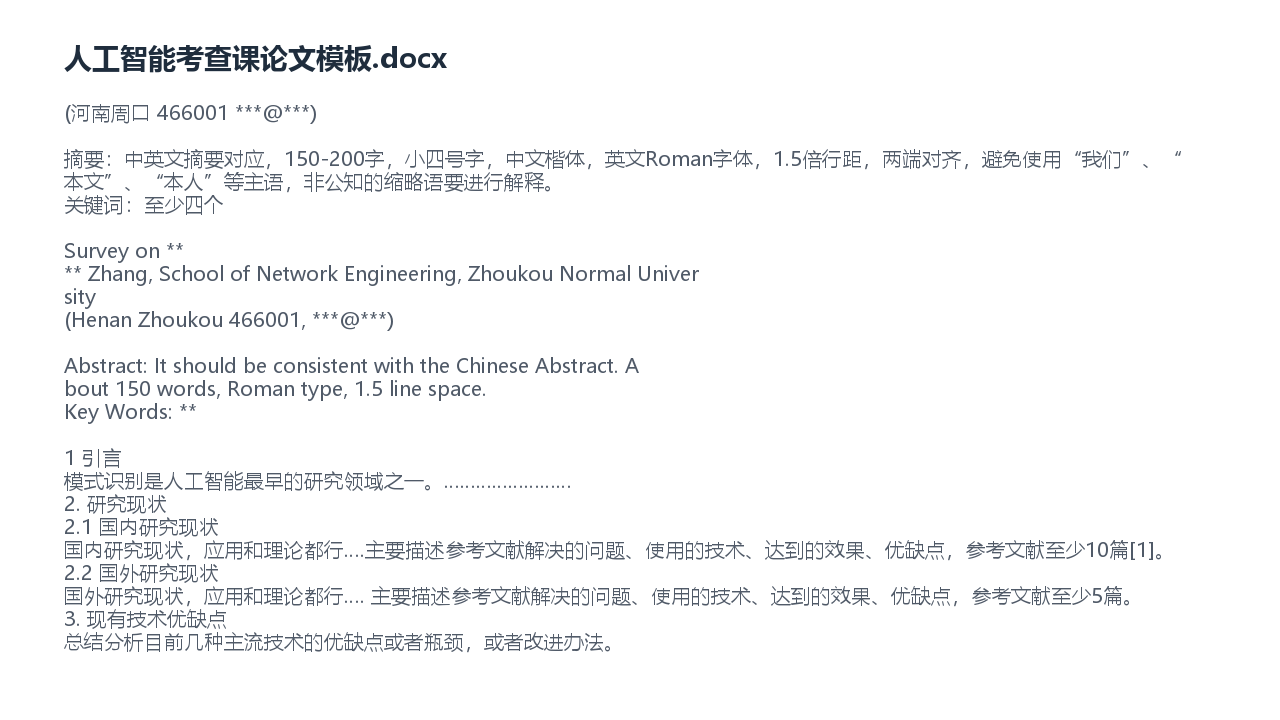 人工智能考查课论文模板.docx
(河南周口 466001 ***@***)
摘要：中英文摘要对应，150-200字，小四号字，中文楷体，英文Roman字体，1.5倍行距，两端对齐，避免使用“我们”、“
本文”、“本人”等主语，非公知的缩略语要进行解释。
关键词：至少四个
Survey on **
** Zhang, School of Network Engineering, Zhoukou Normal Univer
sity
(Henan Zhoukou 466001, ***@***)
Abstract: It should be consistent with the Chinese Abstract. A
bout 150 words, Roman type, 1.5 line space.
Key Words: **
1 引言
模式识别是人工智能最早的研究领域之一。……………………
2. 研究现状
2.1 国内研究现状
国内研究现状，应用和理论都行....主要描述参考文献解决的问题、使用的技术、达到的效果、优缺点，参考文献至少10篇[1]。
2.2 国外研究现状
国外研究现状，应用和理论都行.... 主要描述参考文献解决的问题、使用的技术、达到的效果、优缺点，参考文献至少5篇。
3. 现有技术优缺点
总结分析目前几种主流技术的优缺点或者瓶颈，或者改进办法。